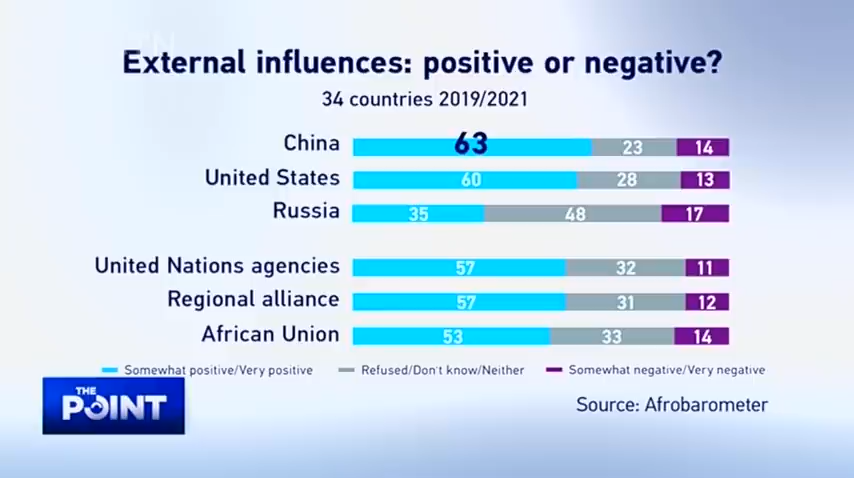 External influences: positive or negative?
34 countries 2019/2021
China 63 23 14
United States 60 28 13
Russia 35 48 17
United Nations agencies 57 32 11
Regional alliance 57 31 12
African Union 53 33 14
Somewhat positive/Very positive Refused/Don't know/Neither Somewhat negative/Very negative
THE
POINT
Source: Afrobarometer